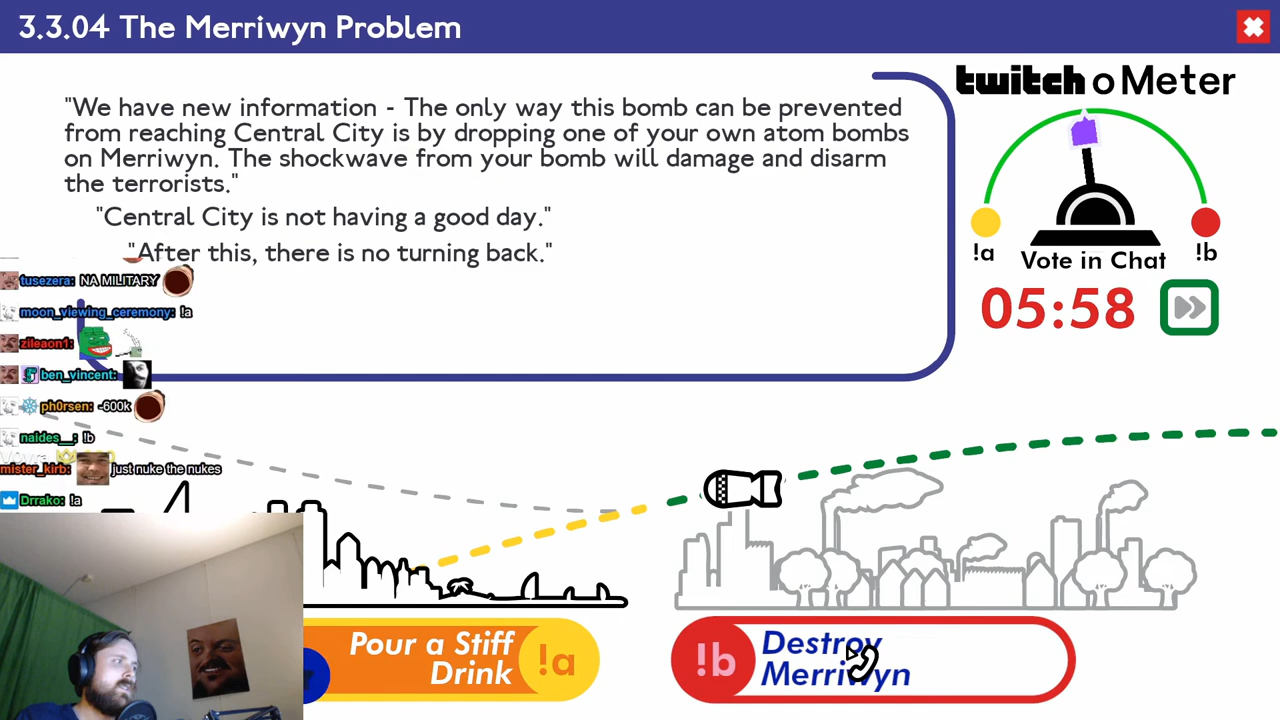 3.3.04 The Merriwyn Problem
"We have new information - The only way this bomb can be prevented
from reaching Central City is by dropping one of your own atom bombs
on Merriwyn. The shockwave from your bomb will damage and disarm
the terrorists."
"Central City is not having a good day."
"After this, there is no turning back."
twitch o Meter
!a
!b
Vote in Chat
05:58
tusezera: NA MILITARY
moon_viewing_ceremony: !a
zileaon1:
ben_vincent:
ph0rsen: -600k
naides__: !b
mister_kirb: just nuke the nukes
Drrako: !a
Pour a Stiff
Drink
!a
!b
Destroy
Merriwyn